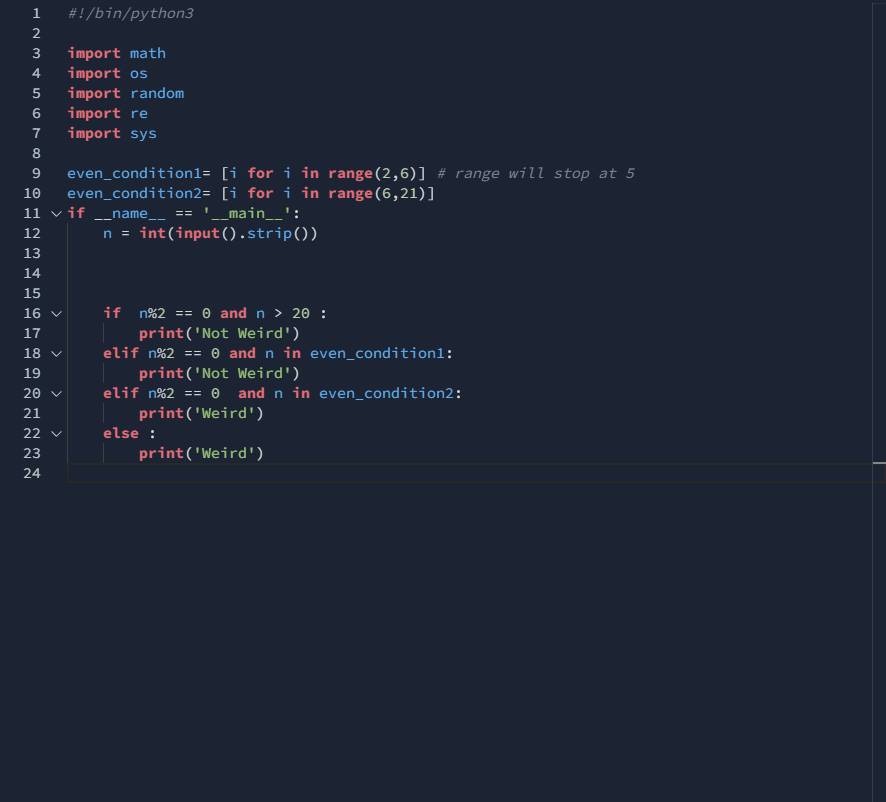 1 #!/bin/python3
2
3 import math
4 import os
5 import random
6 import re
7 import sys
8
9 even_condition1= [i for i in range(2,6)] # range will stop at 5
10 even_condition2= [i for i in range(6,21)]
11 if __name__ == '__main__':
12     n = int(input().strip())
13
14
15
16     if  n%2 == 0 and n > 20 :
17         print('Not Weird')
18     elif n%2 == 0 and n in even_condition1:
19         print('Not Weird')
20     elif n%2 == 0  and n in even_condition2:
21         print('Weird')
22     else :
23         print('Weird')
24